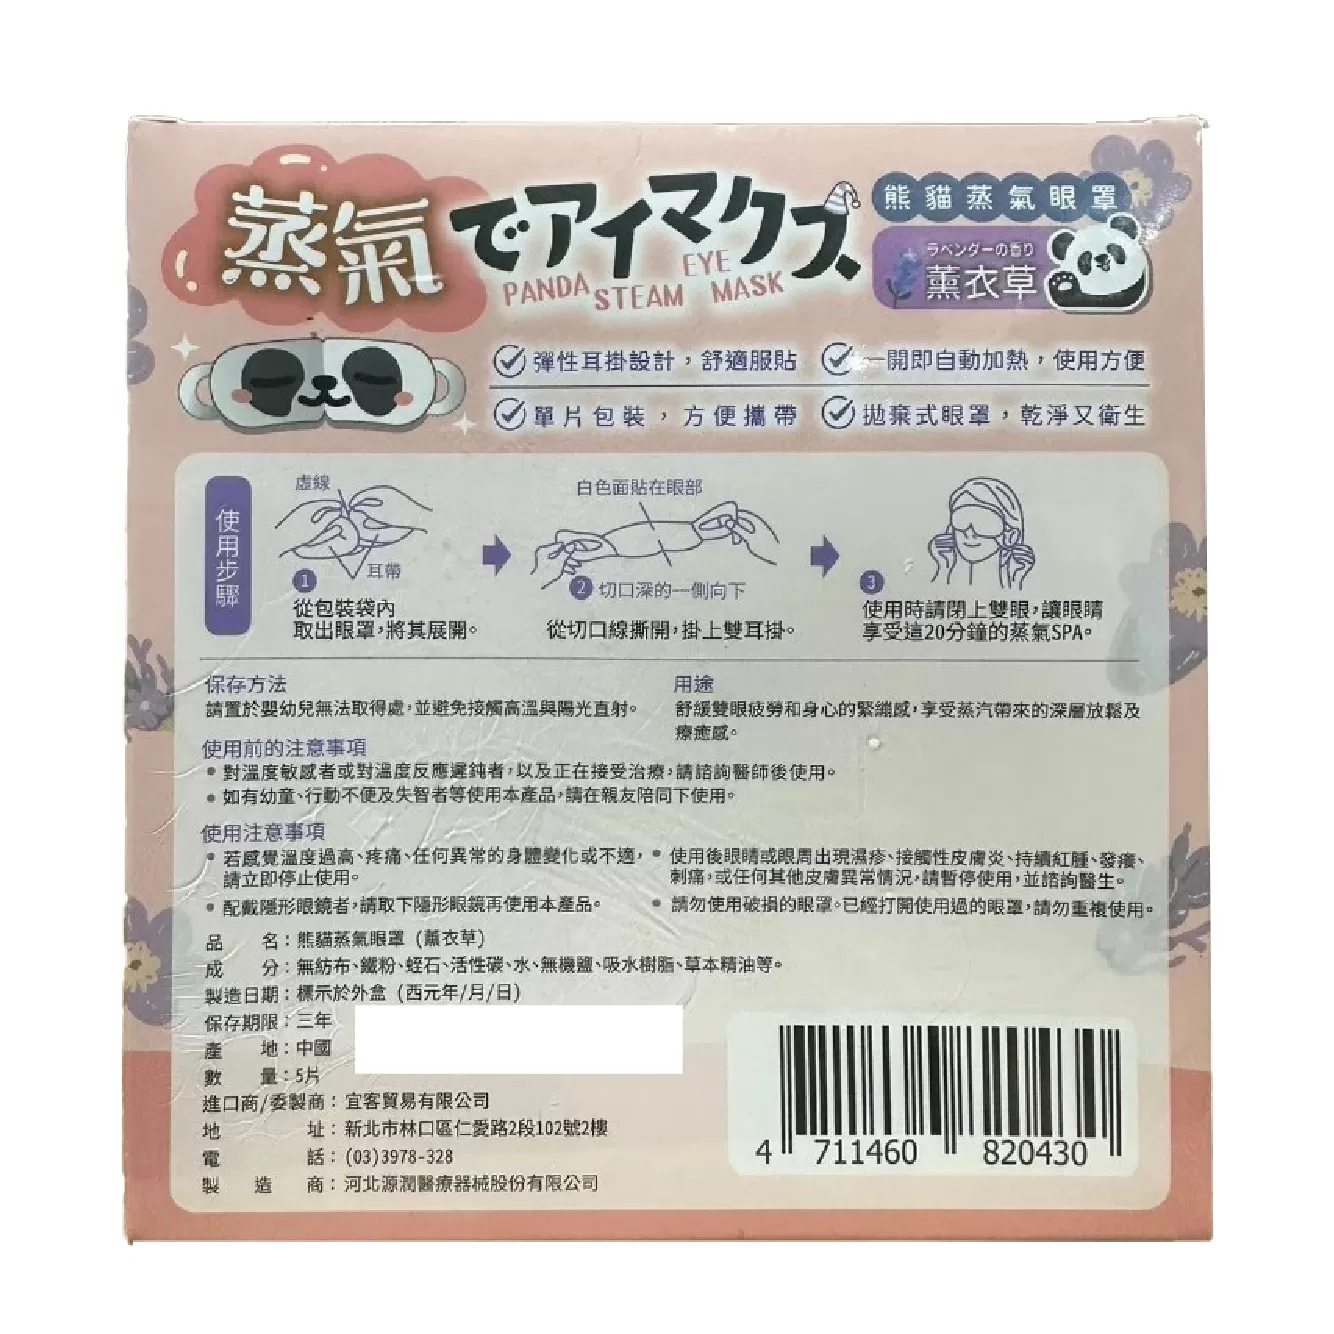 蒸氣でアイマクス
PANDA STEAM EYE MASK
熊貓蒸氣眼罩
ラベンダーの香り
薰衣草
彈性耳掛設計，舒適服貼
一開即自動加熱，使用方便
單片包裝，方便攜帶
拋棄式眼罩，乾淨又衛生
使用步驟
虛線
耳帶
1
從包裝袋內
取出眼罩，將其展開。
白色面貼在眼部
2 切口深的一側向下
從切口線撕開，掛上雙耳掛。
3
使用時請閉上雙眼，讓眼睛
享受這20分鐘的蒸氣SPA。
保存方法
請置於嬰幼兒無法取得處，並避免接觸高溫與陽光直射。
用途
舒緩雙眼疲勞和身心的緊繃感，享受蒸汽帶來的深層放鬆及
療癒感。
使用前的注意事項
• 對溫度敏感者或對溫度反應遲鈍者，以及正在接受治療，請諮詢醫師後使用。
• 如有幼童、行動不便及失智者等使用本產品，請在親友陪同下使用。
使用注意事項
• 若感覺溫度過高、疼痛、任何異常的身體變化或不適，
請立即停止使用。
• 配戴隱形眼鏡者，請取下隱形眼鏡再使用本產品。
• 使用後眼睛或眼周出現濕疹、接觸性皮膚炎、持續紅腫、發癢、
刺痛，或任何其他皮膚異常情況，請暫停使用，並諮詢醫生。
• 請勿使用破損的眼罩。已經打開使用過的眼罩，請勿重複使用。
品名：熊貓蒸氣眼罩 (薰衣草)
成分：無紡布、鐵粉、蛭石、活性碳、水、無機鹽、吸水樹脂、草本精油等。
製造日期：標示於外盒 (西元年/月/日)
保存期限：三年
產地：中國
數量：5片
進口商/委製商：宜客貿易有限公司
地址：新北市林口區仁愛路2段102號2樓
電話：(03)3978-328
製造商：河北源潤醫療器械股份有限公司
4 711460 820430